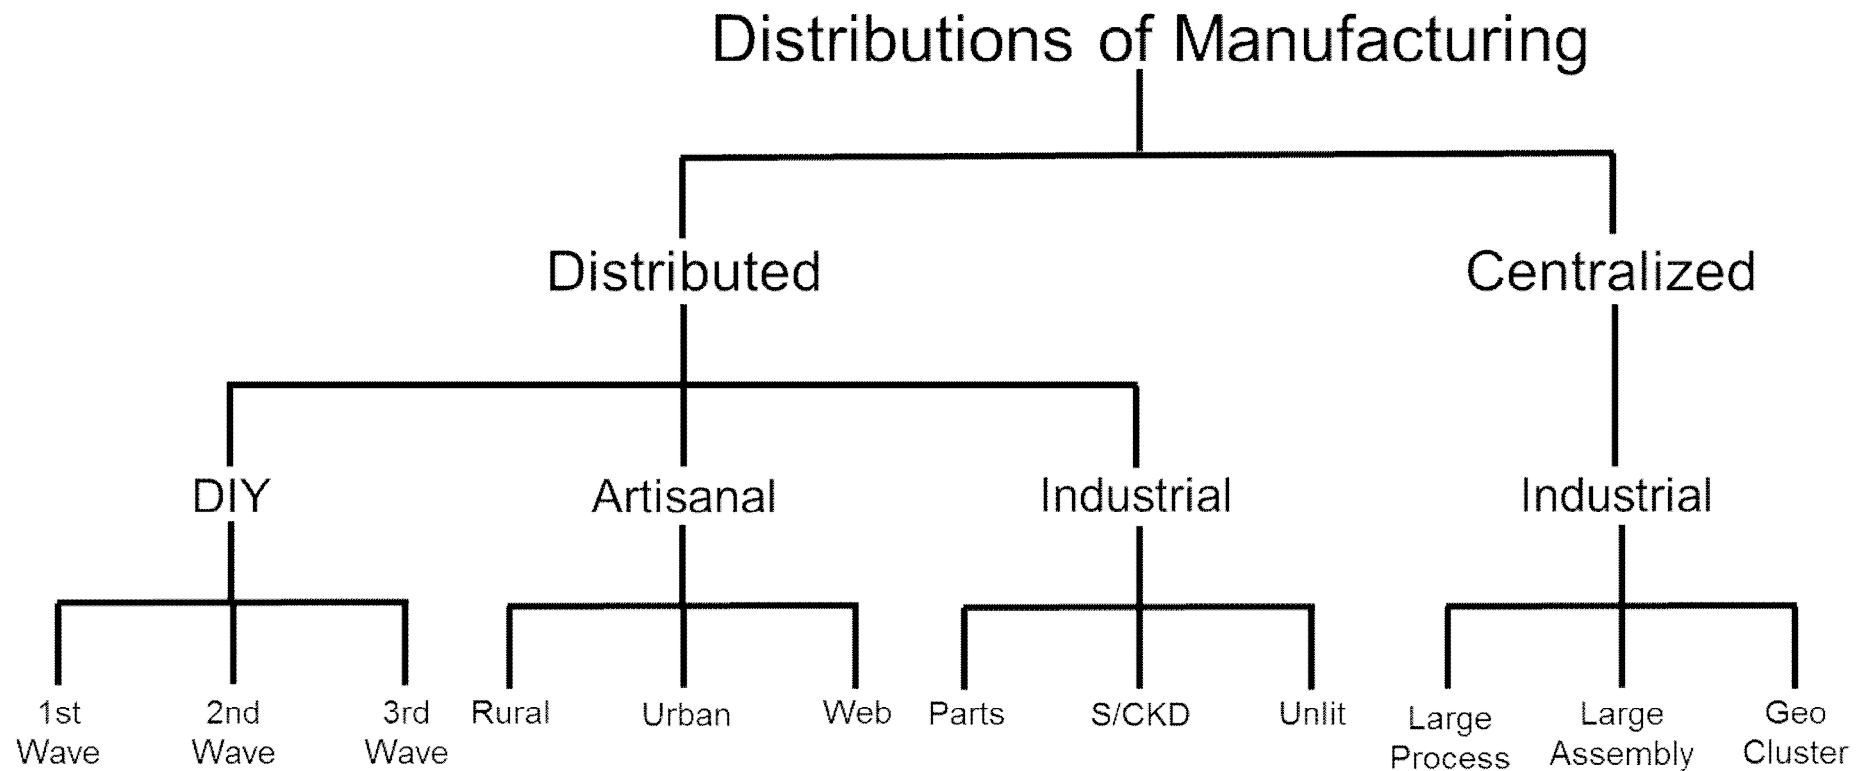 Distributions of Manufacturing
Distributed
Centralized
DIY
Artisanal
Industrial
Industrial
1st
Wave
2nd
Wave
3rd
Wave
Rural
Urban
Web
Parts
S/CKD
Unlit
Large
Process
Large
Assembly
Geo
Cluster